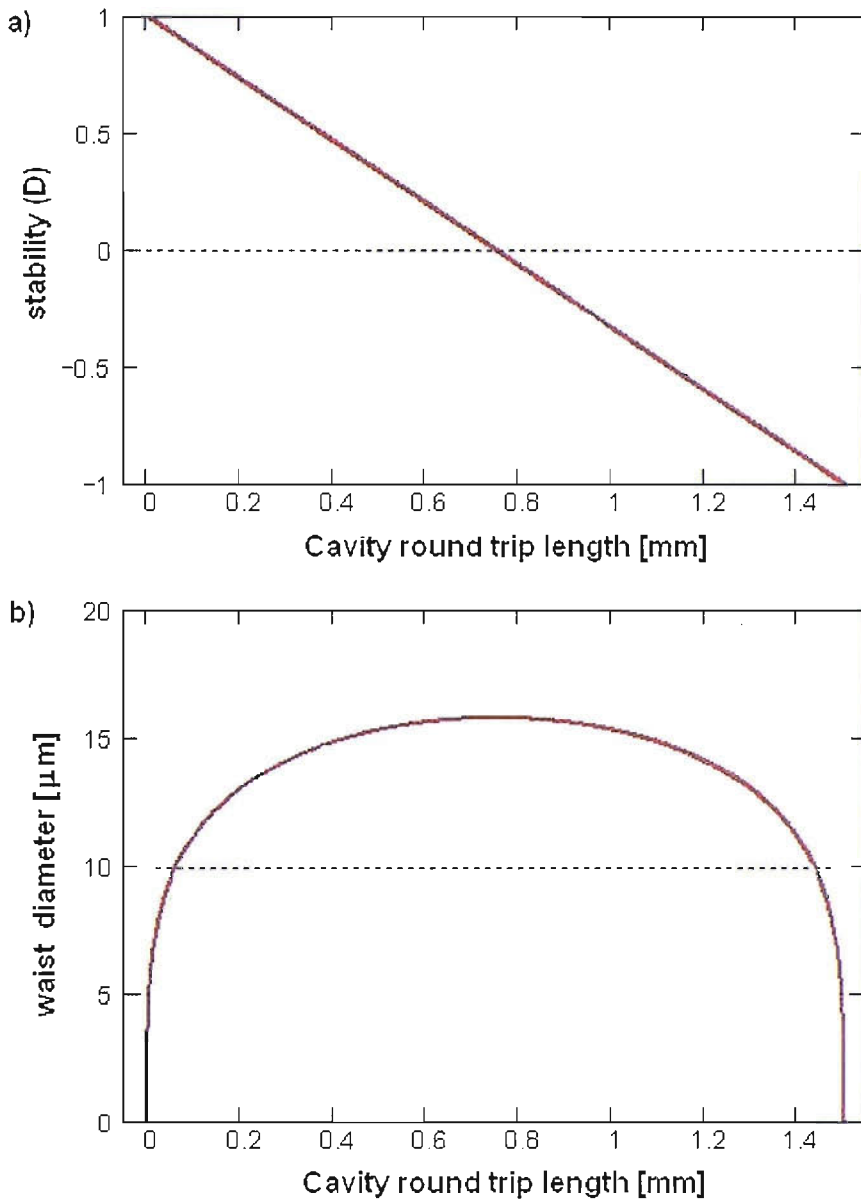 a)
1
0.5
0
−0.5
−1
stability (D)
0 0.2 0.4 0.6 0.8 1 1.2 1.4
Cavity round trip length [mm]
b)
20
15
10
5
0
waist diameter [μm]
0 0.2 0.4 0.6 0.8 1 1.2 1.4
Cavity round trip length [mm]